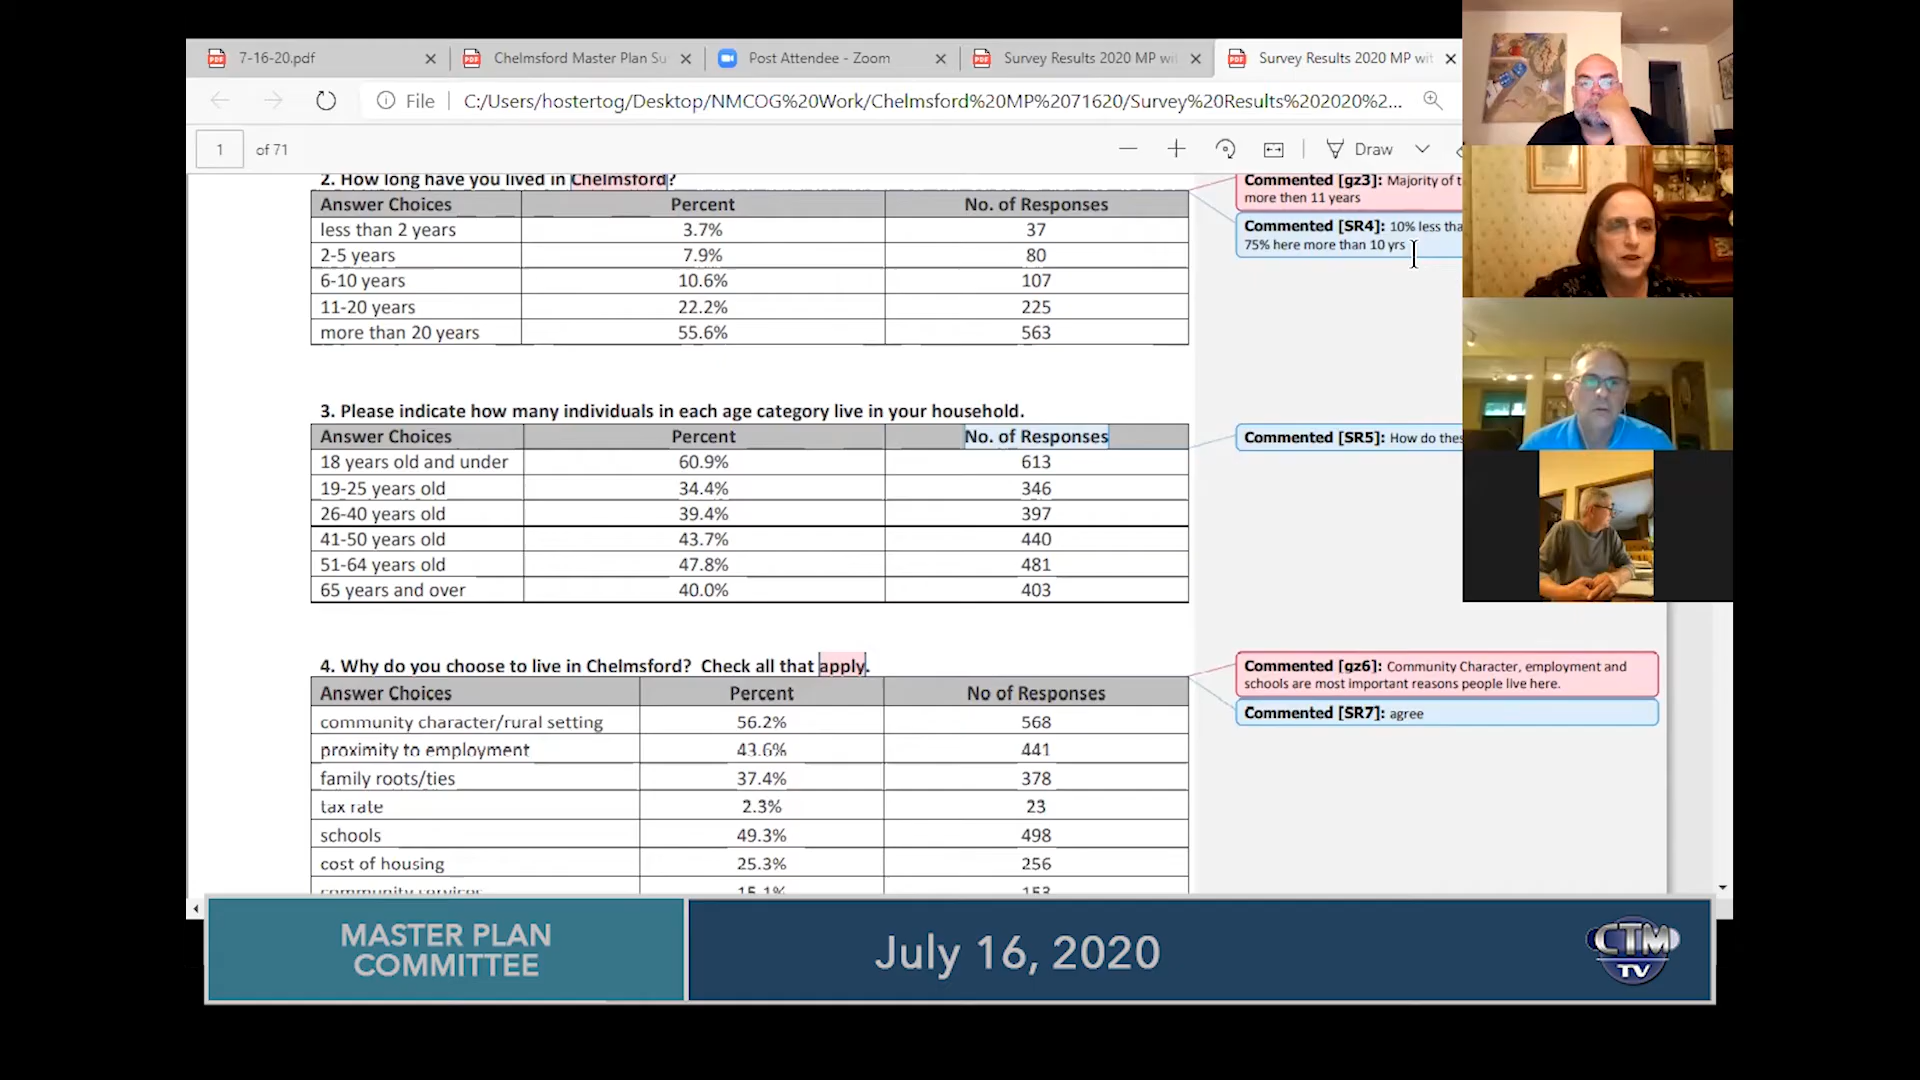 7-16-20.pdf
Chelmsford Master Plan Su
Post Attendee - Zoom
Survey Results 2020 MP wi
Survey Results 2020 MP wit
File
C:/Users/hostertog/Desktop/NMCOG%20Work/Chelmsford%20MP%2071620/Survey%20Results%202020%2...
1 of 71
Draw
2. How long have you lived in Chelmsford?
Answer Choices Percent No. of Responses
less than 2 years 3.7% 37
2-5 years 7.9% 80
6-10 years 10.6% 107
11-20 years 22.2% 225
more than 20 years 55.6% 563
Commented [gz3]: Majority of t
more then 11 years
Commented [SR4]: 10% less tha
75% here more than 10 yrs
3. Please indicate how many individuals in each age category live in your household.
Answer Choices Percent No. of Responses
18 years old and under 60.9% 613
19-25 years old 34.4% 346
26-40 years old 39.4% 397
41-50 years old 43.7% 440
51-64 years old 47.8% 481
65 years and over 40.0% 403
Commented [SR5]: How do thes
4. Why do you choose to live in Chelmsford? Check all that apply.
Answer Choices Percent No of Responses
community character/rural setting 56.2% 568
proximity to employment 43.6% 441
family roots/ties 37.4% 378
tax rate 2.3% 23
schools 49.3% 498
cost of housing 25.3% 256
community services 15.1% 153
Commented [gz6]: Community Character, employment and
schools are most important reasons people live here.
Commented [SR7]: agree
MASTER PLAN
COMMITTEE
July 16, 2020
CTM
TV